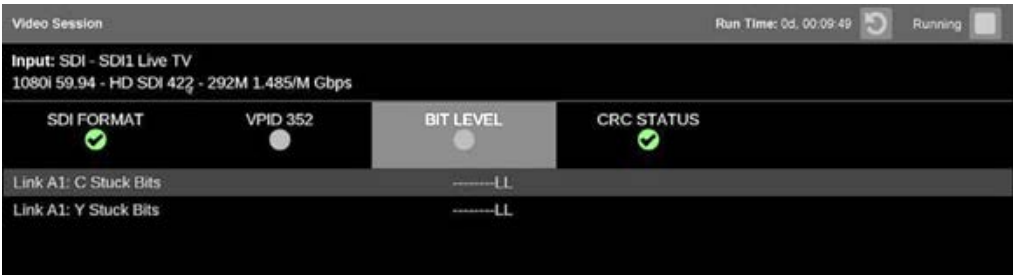 Video Session Run Time: 0d, 00:09:49 Running
Input: SDI - SDI1 Live TV
1080i 59.94 - HD SDI 422 - 292M 1.485/M Gbps
SDI FORMAT VPID 352 BIT LEVEL CRC STATUS
Link A1: C Stuck Bits --------LL
Link A1: Y Stuck Bits --------LL